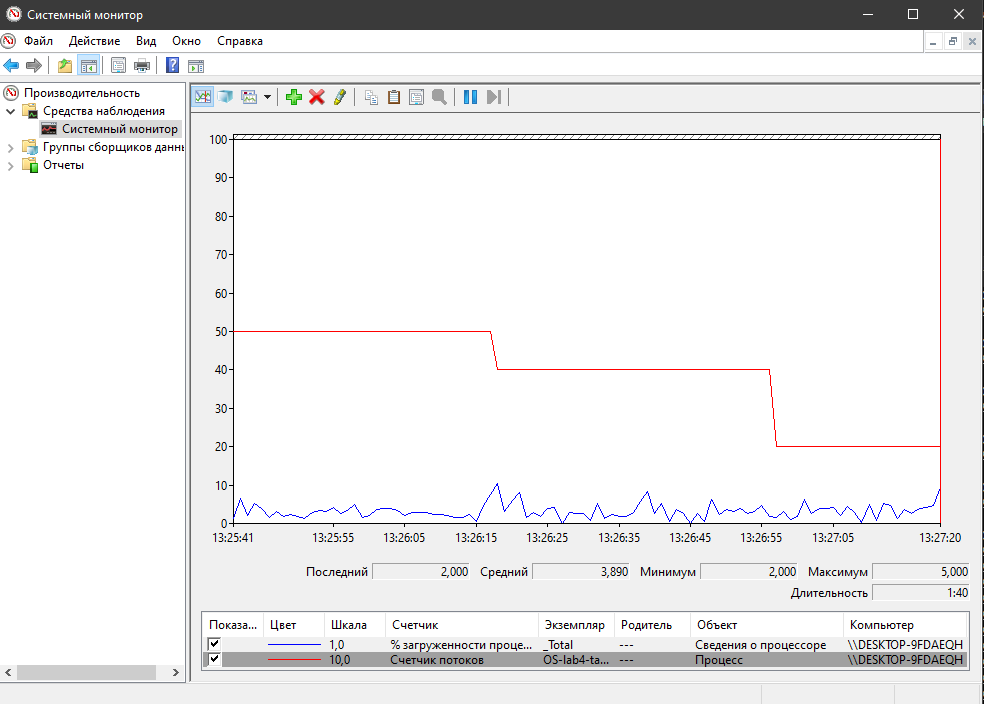 Системный монитор
Файл Действие Вид Окно Справка
Производительность
Средства наблюдения
Системный монитор
Группы сборщиков данн
Отчеты
100
90
80
70
60
50
40
30
20
10
0
13:25:41 13:25:55 13:26:05 13:26:15 13:26:25 13:26:35 13:26:45 13:26:55 13:27:05 13:27:20
Последний 2,000 Средний 3,890 Минимум 2,000 Максимум 5,000
Длительность 1:40
Показа... Цвет Шкала Счетчик Экземпляр Родитель Объект Компьютер
1,0 % загруженности проце... _Total --- Сведения о процессоре \\DESKTOP-9FDAEQH
10,0 Счетчик потоков OS-lab4-ta... --- Процесс \\DESKTOP-9FDAEQH